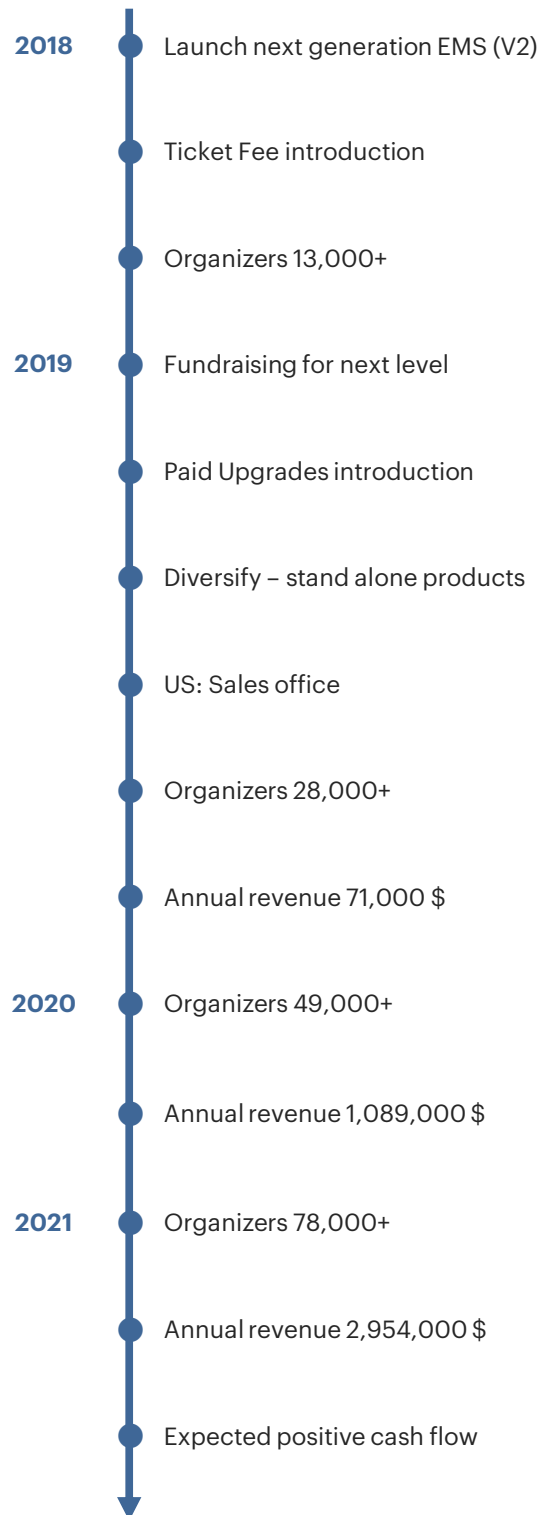 2018 Launch next generation EMS (V2)
Ticket Fee introduction
Organizers 13,000+
2019 Fundraising for next level
Paid Upgrades introduction
Diversify – stand alone products
US: Sales office
Organizers 28,000+
Annual revenue 71,000 $
2020 Organizers 49,000+
Annual revenue 1,089,000 $
2021 Organizers 78,000+
Annual revenue 2,954,000 $
Expected positive cash flow